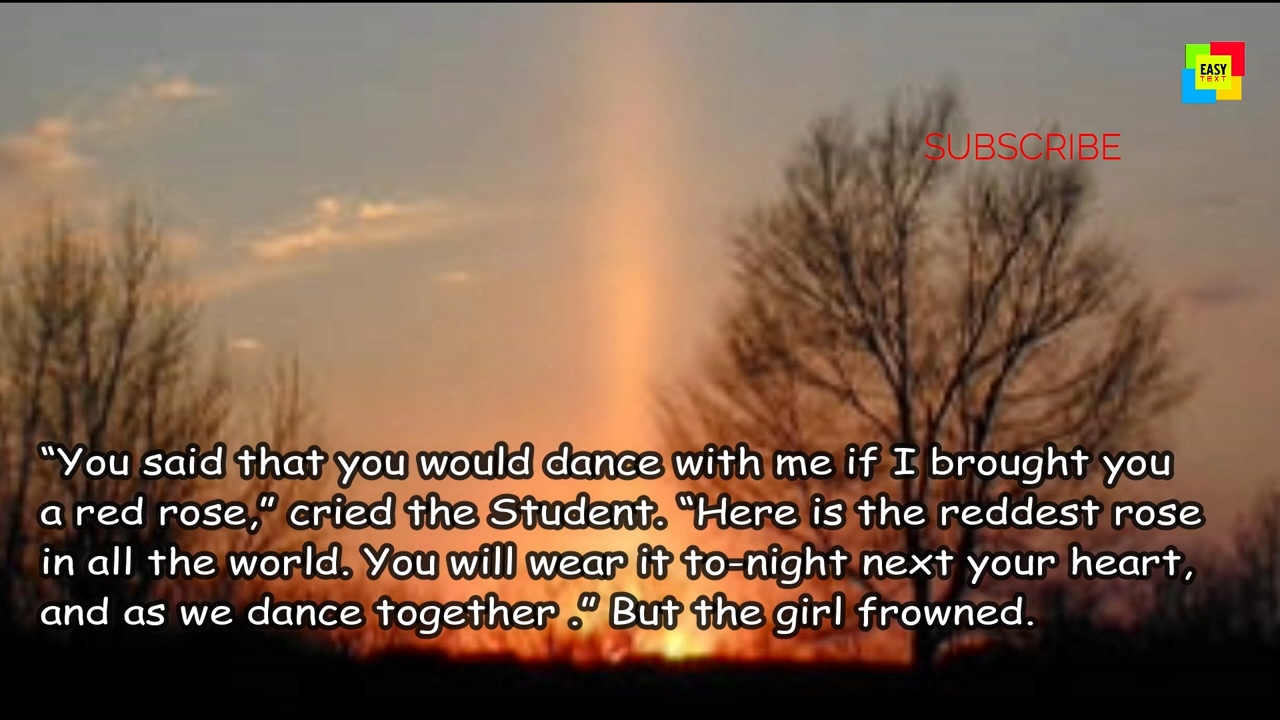 EASY
TEXT
SUBSCRIBE
“You said that you would dance with me if I brought you
a red rose,” cried the Student. “Here is the reddest rose
in all the world. You will wear it to-night next your heart,
and as we dance together .” But the girl frowned.